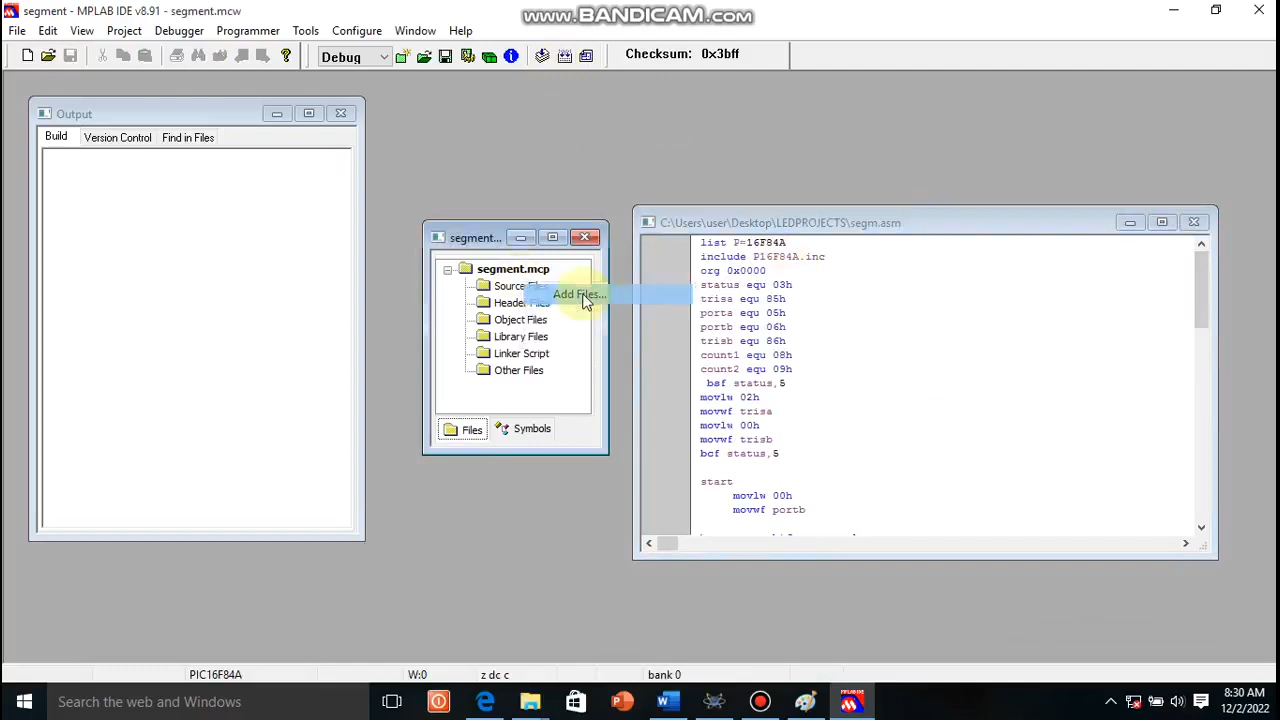 segment - MPLAB IDE v8.91 - segment.mcw
www.BANDICAM.com
File Edit View Project Debugger Programmer Tools Configure Window Help
Debug
Checksum: 0x3bff
Output
Build Version Control Find in Files
segment...
segment.mcp
Source Files
Add Files...
Header Files
Object Files
Library Files
Linker Script
Other Files
Files Symbols
C:\Users\user\Desktop\LEDPROJECTS\segm.asm
list P=16F84A
include P16F84A.inc
org 0x0000
status equ 03h
trisa equ 85h
porta equ 05h
portb equ 06h
trisb equ 86h
count1 equ 08h
count2 equ 09h
bsf status,5
movlw 02h
movwf trisa
movlw 00h
movwf trisb
bcf status,5
start
movlw 00h
movwf portb
PIC16F84A W:0 z dc c bank 0
Search the web and Windows
8:30 AM
12/2/2022